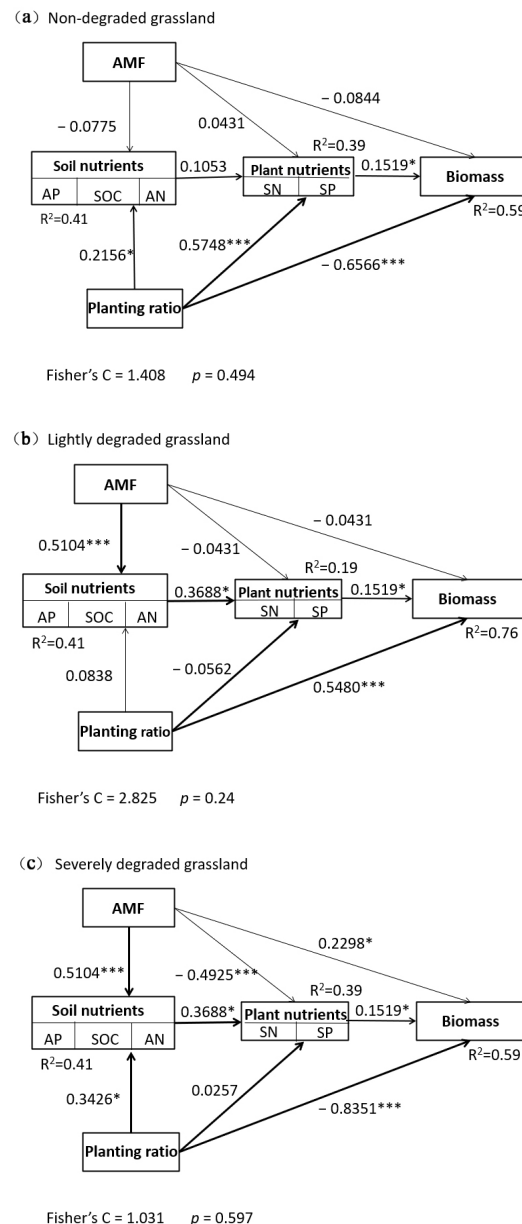 (a) Non-degraded grassland
AMF
− 0.0844
− 0.0775
0.0431
R²=0.39
Soil nutrients
0.1053
Plant nutrients
0.1519*
Biomass
AP SOC AN
SN SP
R²=0.41
R²=0.59
0.2156*
0.5748***
− 0.6566***
Planting ratio
Fisher's C = 1.408 p = 0.494
(b) Lightly degraded grassland
AMF
− 0.0431
0.5104***
− 0.0431
R²=0.19
Soil nutrients
0.3688*
Plant nutrients
0.1519*
Biomass
AP SOC AN
SN SP
R²=0.41
R²=0.76
0.0838
− 0.0562
0.5480***
Planting ratio
Fisher's C = 2.825 p = 0.24
(c) Severely degraded grassland
AMF
0.2298*
0.5104***
− 0.4925***
R²=0.39
Soil nutrients
0.3688*
Plant nutrients
0.1519*
Biomass
AP SOC AN
SN SP
R²=0.41
R²=0.59
0.3426*
0.0257
− 0.8351***
Planting ratio
Fisher's C = 1.031 p = 0.597